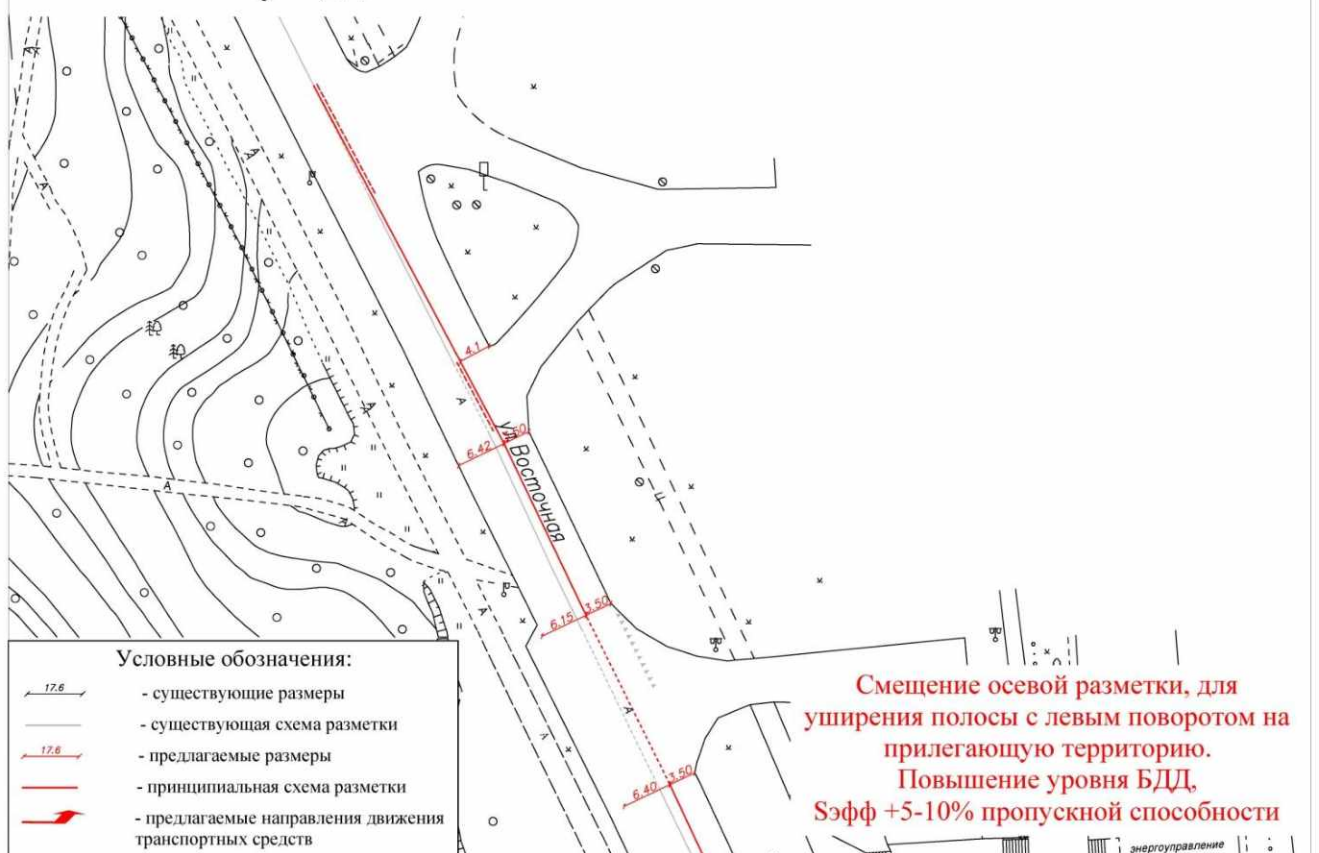 4.1
6.42
3.50
ул Восточная
А
А
А
Ц
6.15
3.50
А
А
А
6.40
3.50
Условные обозначения:
17.6 - существующие размеры
- существующая схема разметки
17.6 - предлагаемые размеры
- принципиальная схема разметки
- предлагаемые направления движения
транспортных средств
Смещение осевой разметки, для
уширения полосы с левым поворотом на
прилегающую территорию.
Повышение уровня БДД,
Sэфф +5-10% пропускной способности
энергоуправление